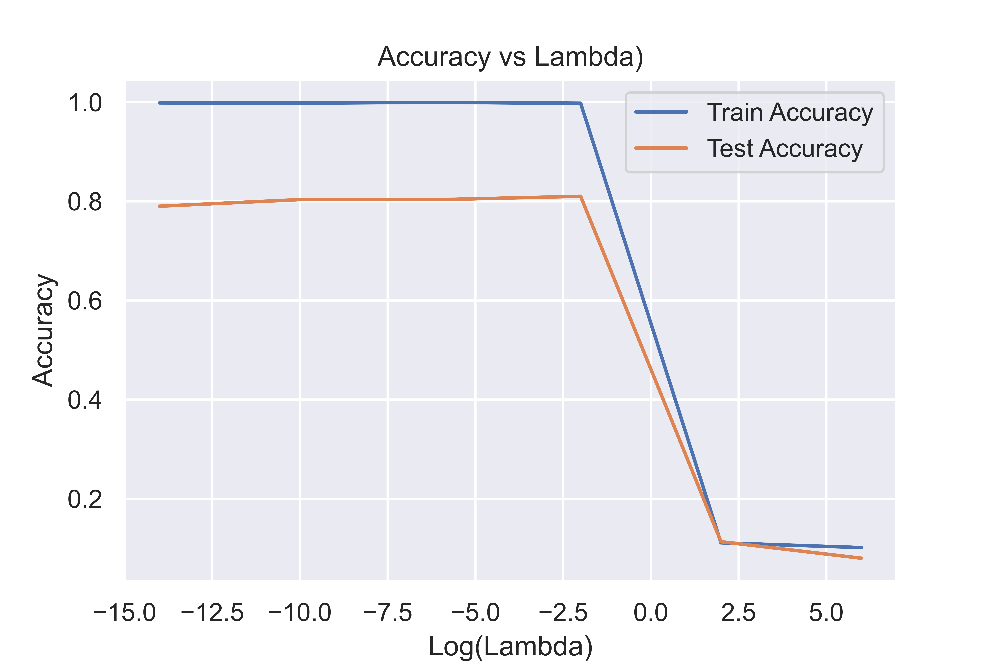 Accuracy vs Lambda)
1.0
0.8
0.6
0.4
0.2
Accuracy
Train Accuracy
Test Accuracy
−15.0 −12.5 −10.0 −7.5 −5.0 −2.5 0.0 2.5 5.0
Log(Lambda)